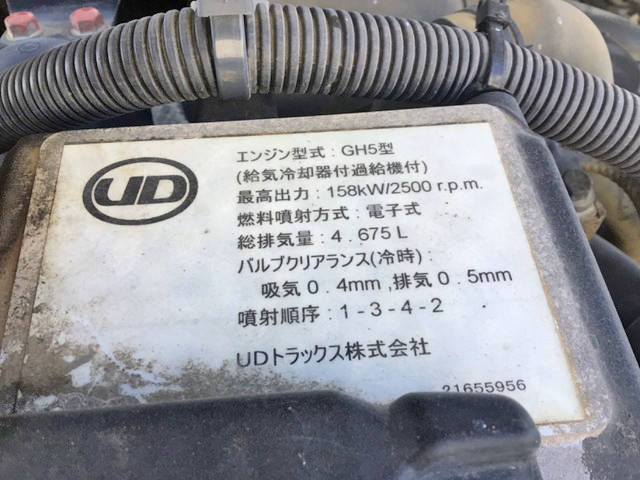 UD
エンジン型式 : GH5型
(給気冷却器付過給機付)
最高出力 : 158kW/2500 r.p.m.
燃料噴射方式 : 電子式
総排気量 : 4 . 675 L
バルブクリアランス(冷時) :
吸気 0 . 4mm ,排気 0 . 5mm
噴射順序 : 1 - 3 - 4 - 2
UDトラックス株式会社
21655956